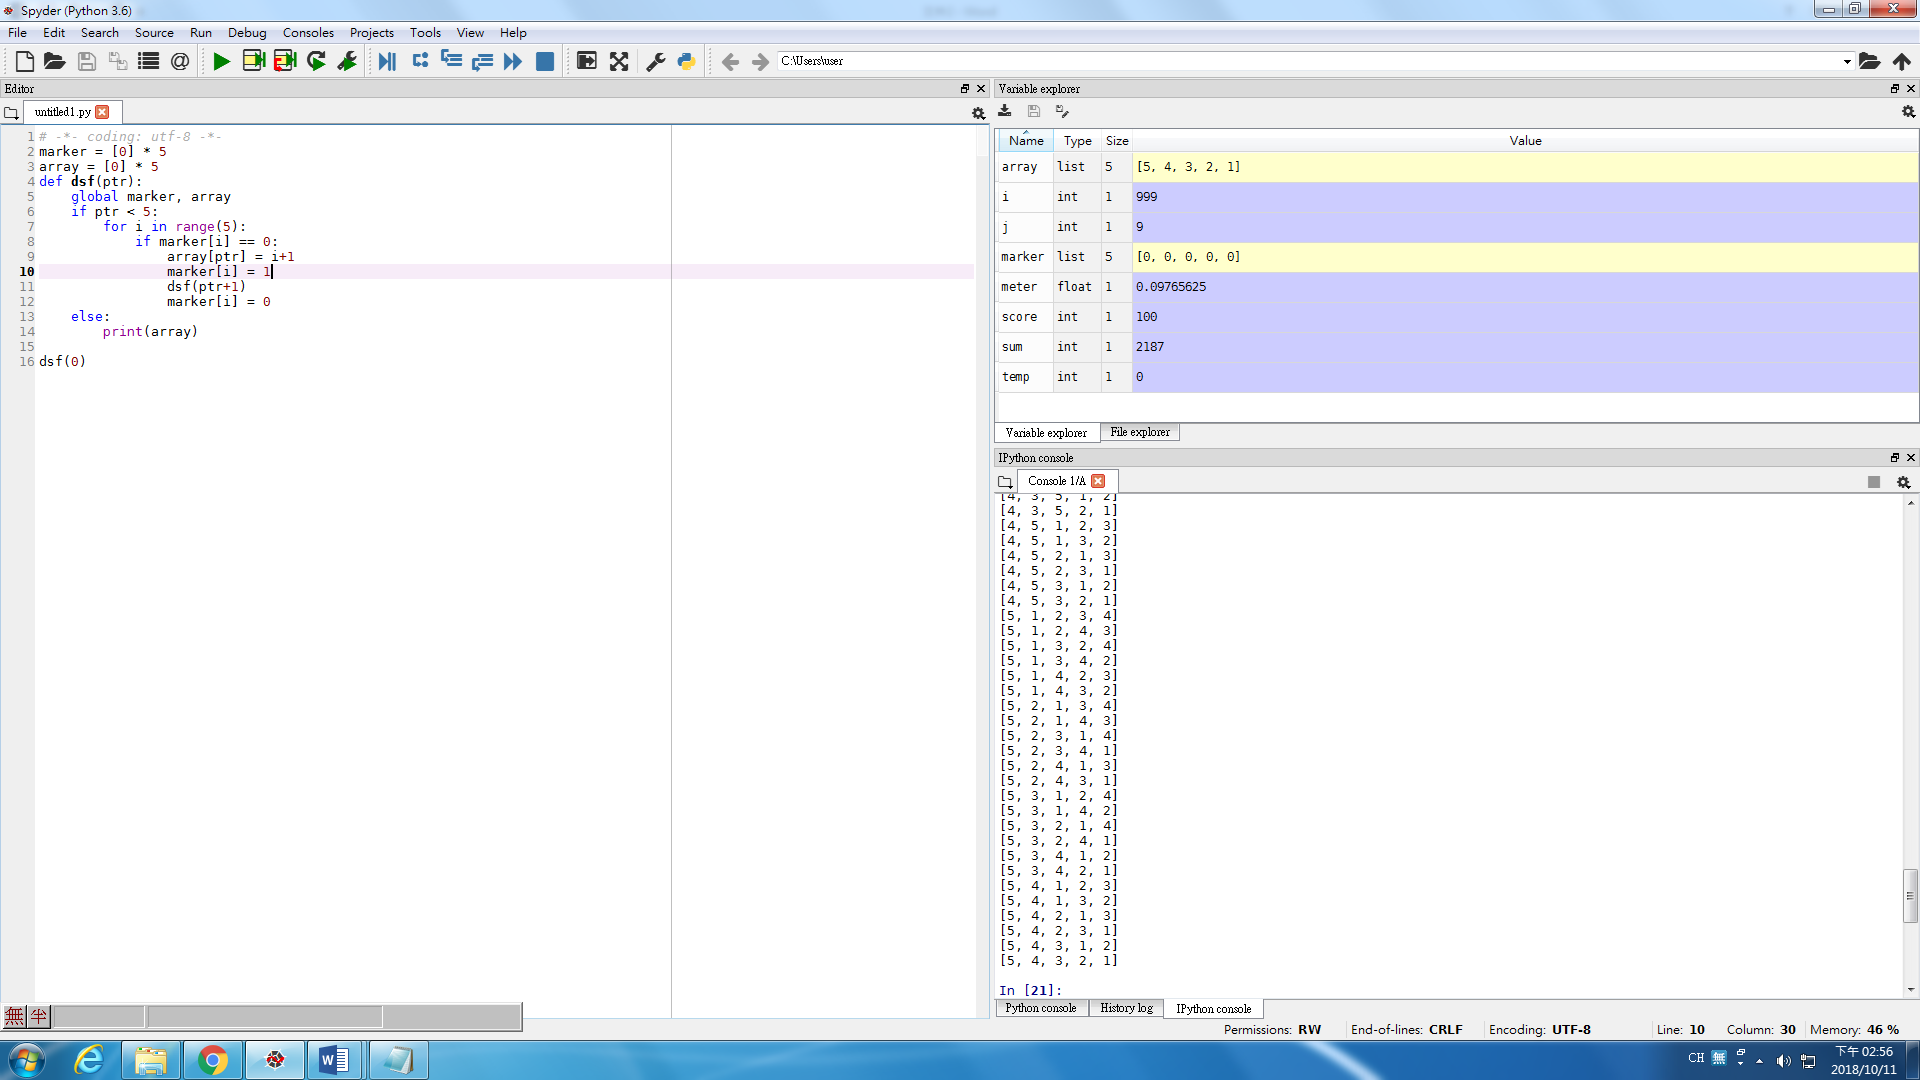 Spyder (Python 3.6)
File Edit Search Source Run Debug Consoles Projects Tools View Help
C:\Users\user
Editor
untitled1.py
1 # -*- coding: utf-8 -*-
2 marker = [0] * 5
3 array = [0] * 5
4 def dsf(ptr):
5     global marker, array
6     if ptr < 5:
7         for i in range(5):
8             if marker[i] == 0:
9                 array[ptr] = i+1
10                 marker[i] = 1
11                 dsf(ptr+1)
12                 marker[i] = 0
13     else:
14         print(array)
15
16 dsf(0)
Variable explorer
Name Type Size Value
array list 5 [5, 4, 3, 2, 1]
i int 1 999
j int 1 9
marker list 5 [0, 0, 0, 0, 0]
meter float 1 0.09765625
score int 1 100
sum int 1 2187
temp int 1 0
Variable explorer File explorer
IPython console
Console 1/A
[4, 3, 5, 1, 2]
[4, 3, 5, 2, 1]
[4, 5, 1, 2, 3]
[4, 5, 1, 3, 2]
[4, 5, 2, 1, 3]
[4, 5, 2, 3, 1]
[4, 5, 3, 1, 2]
[4, 5, 3, 2, 1]
[5, 1, 2, 3, 4]
[5, 1, 2, 4, 3]
[5, 1, 3, 2, 4]
[5, 1, 3, 4, 2]
[5, 1, 4, 2, 3]
[5, 1, 4, 3, 2]
[5, 2, 1, 3, 4]
[5, 2, 1, 4, 3]
[5, 2, 3, 1, 4]
[5, 2, 3, 4, 1]
[5, 2, 4, 1, 3]
[5, 2, 4, 3, 1]
[5, 3, 1, 2, 4]
[5, 3, 1, 4, 2]
[5, 3, 2, 1, 4]
[5, 3, 2, 4, 1]
[5, 3, 4, 1, 2]
[5, 3, 4, 2, 1]
[5, 4, 1, 2, 3]
[5, 4, 1, 3, 2]
[5, 4, 2, 1, 3]
[5, 4, 2, 3, 1]
[5, 4, 3, 1, 2]
[5, 4, 3, 2, 1]
In [21]:
Python console History log IPython console
無 半
Permissions: RW End-of-lines: CRLF Encoding: UTF-8 Line: 10 Column: 30 Memory: 46 %
CH 無 下午 02:56
2018/10/11